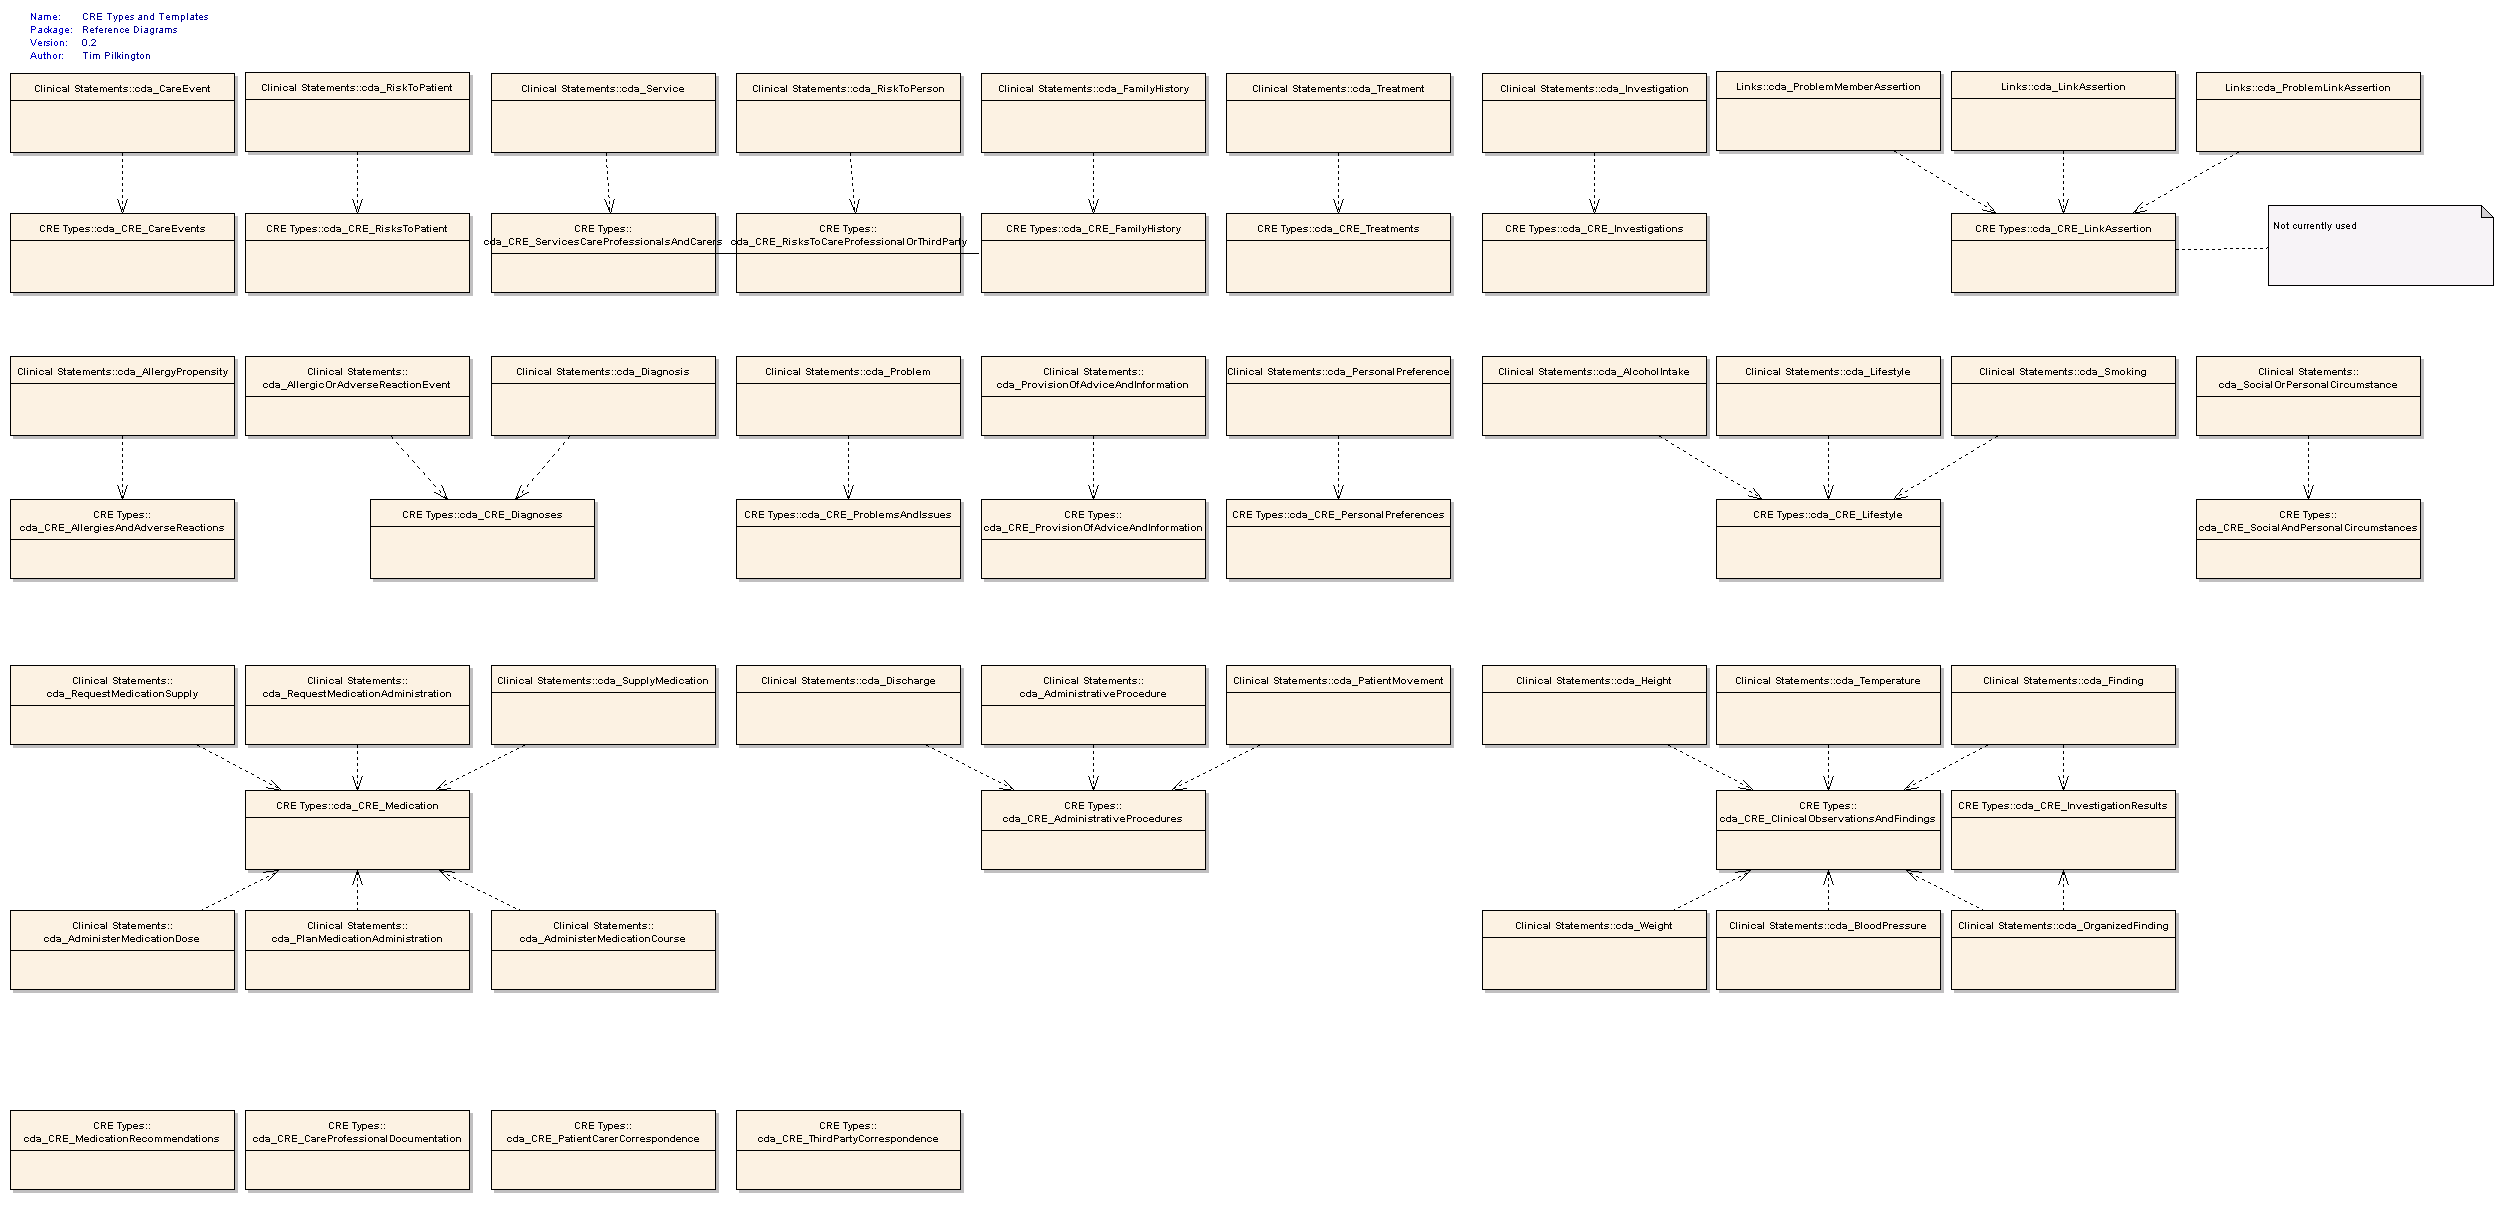 Name: CRE Types and Templates
Package: Reference Diagrams
Version: 0.2
Author: Tim Pilkington
Clinical Statements::cda_CareEvent
Clinical Statements::cda_RiskToPatient
Clinical Statements::cda_Service
Clinical Statements::cda_RiskToPerson
Clinical Statements::cda_FamilyHistory
Clinical Statements::cda_Treatment
Clinical Statements::cda_Investigation
Links::cda_ProblemMemberAssertion
Links::cda_LinkAssertion
Links::cda_ProblemLinkAssertion
CRE Types::cda_CRE_CareEvents
CRE Types::cda_CRE_RisksToPatient
CRE Types::
cda_CRE_ServicesCareProfessionalsAndCarers
CRE Types::
cda_CRE_RisksToCareProfessionalOrThirdParty
CRE Types::cda_CRE_FamilyHistory
CRE Types::cda_CRE_Treatments
CRE Types::cda_CRE_Investigations
CRE Types::cda_CRE_LinkAssertion
Not currently used
Clinical Statements::cda_AllergyPropensity
Clinical Statements::
cda_AllergicOrAdverseReactionEvent
Clinical Statements::cda_Diagnosis
Clinical Statements::cda_Problem
Clinical Statements::
cda_ProvisionOfAdviceAndInformation
Clinical Statements::cda_PersonalPreference
Clinical Statements::cda_AlcoholIntake
Clinical Statements::cda_Lifestyle
Clinical Statements::cda_Smoking
Clinical Statements::
cda_SocialOrPersonalCircumstance
CRE Types::
cda_CRE_AllergiesAndAdverseReactions
CRE Types::cda_CRE_Diagnoses
CRE Types::cda_CRE_ProblemsAndIssues
CRE Types::
cda_CRE_ProvisionOfAdviceAndInformation
CRE Types::cda_CRE_PersonalPreferences
CRE Types::cda_CRE_Lifestyle
CRE Types::
cda_CRE_SocialAndPersonalCircumstances
Clinical Statements::
cda_RequestMedicationSupply
Clinical Statements::
cda_RequestMedicationAdministration
Clinical Statements::cda_SupplyMedication
Clinical Statements::cda_Discharge
Clinical Statements::
cda_AdministrativeProcedure
Clinical Statements::cda_PatientMovement
Clinical Statements::cda_Height
Clinical Statements::cda_Temperature
Clinical Statements::cda_Finding
CRE Types::cda_CRE_Medication
CRE Types::
cda_CRE_AdministrativeProcedures
CRE Types::
cda_CRE_ClinicalObservationsAndFindings
CRE Types::cda_CRE_InvestigationResults
Clinical Statements::
cda_AdministerMedicationDose
Clinical Statements::
cda_PlanMedicationAdministration
Clinical Statements::
cda_AdministerMedicationCourse
Clinical Statements::cda_Weight
Clinical Statements::cda_BloodPressure
Clinical Statements::cda_OrganizedFinding
CRE Types::
cda_CRE_MedicationRecommendations
CRE Types::
cda_CRE_CareProfessionalDocumentation
CRE Types::
cda_CRE_PatientCarerCorrespondence
CRE Types::
cda_CRE_ThirdPartyCorrespondence